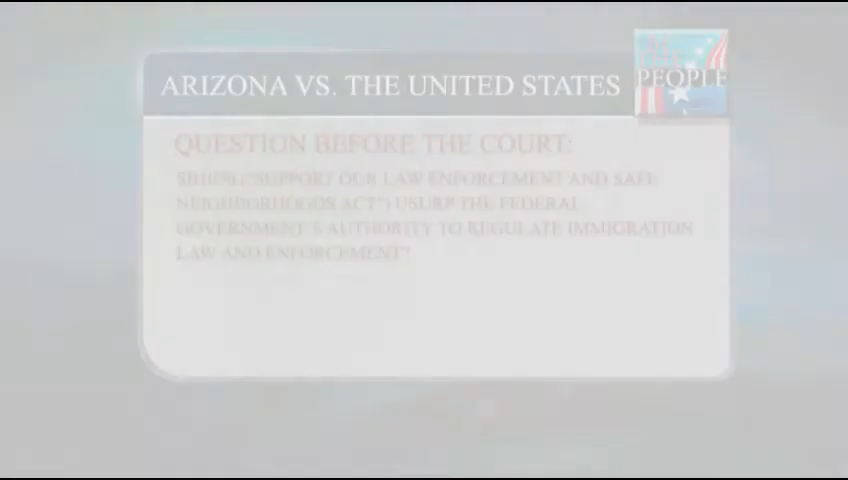 ARIZONA VS. THE UNITED STATES
PEOPLE
QUESTION BEFORE THE COURT:
SB1070 ("SUPPORT OUR LAW ENFORCEMENT AND SAFE
NEIGHBORHOODS ACT") USURP THE FEDERAL
GOVERNMENT'S AUTHORITY TO REGULATE IMMIGRATION
LAW AND ENFORCEMENT?